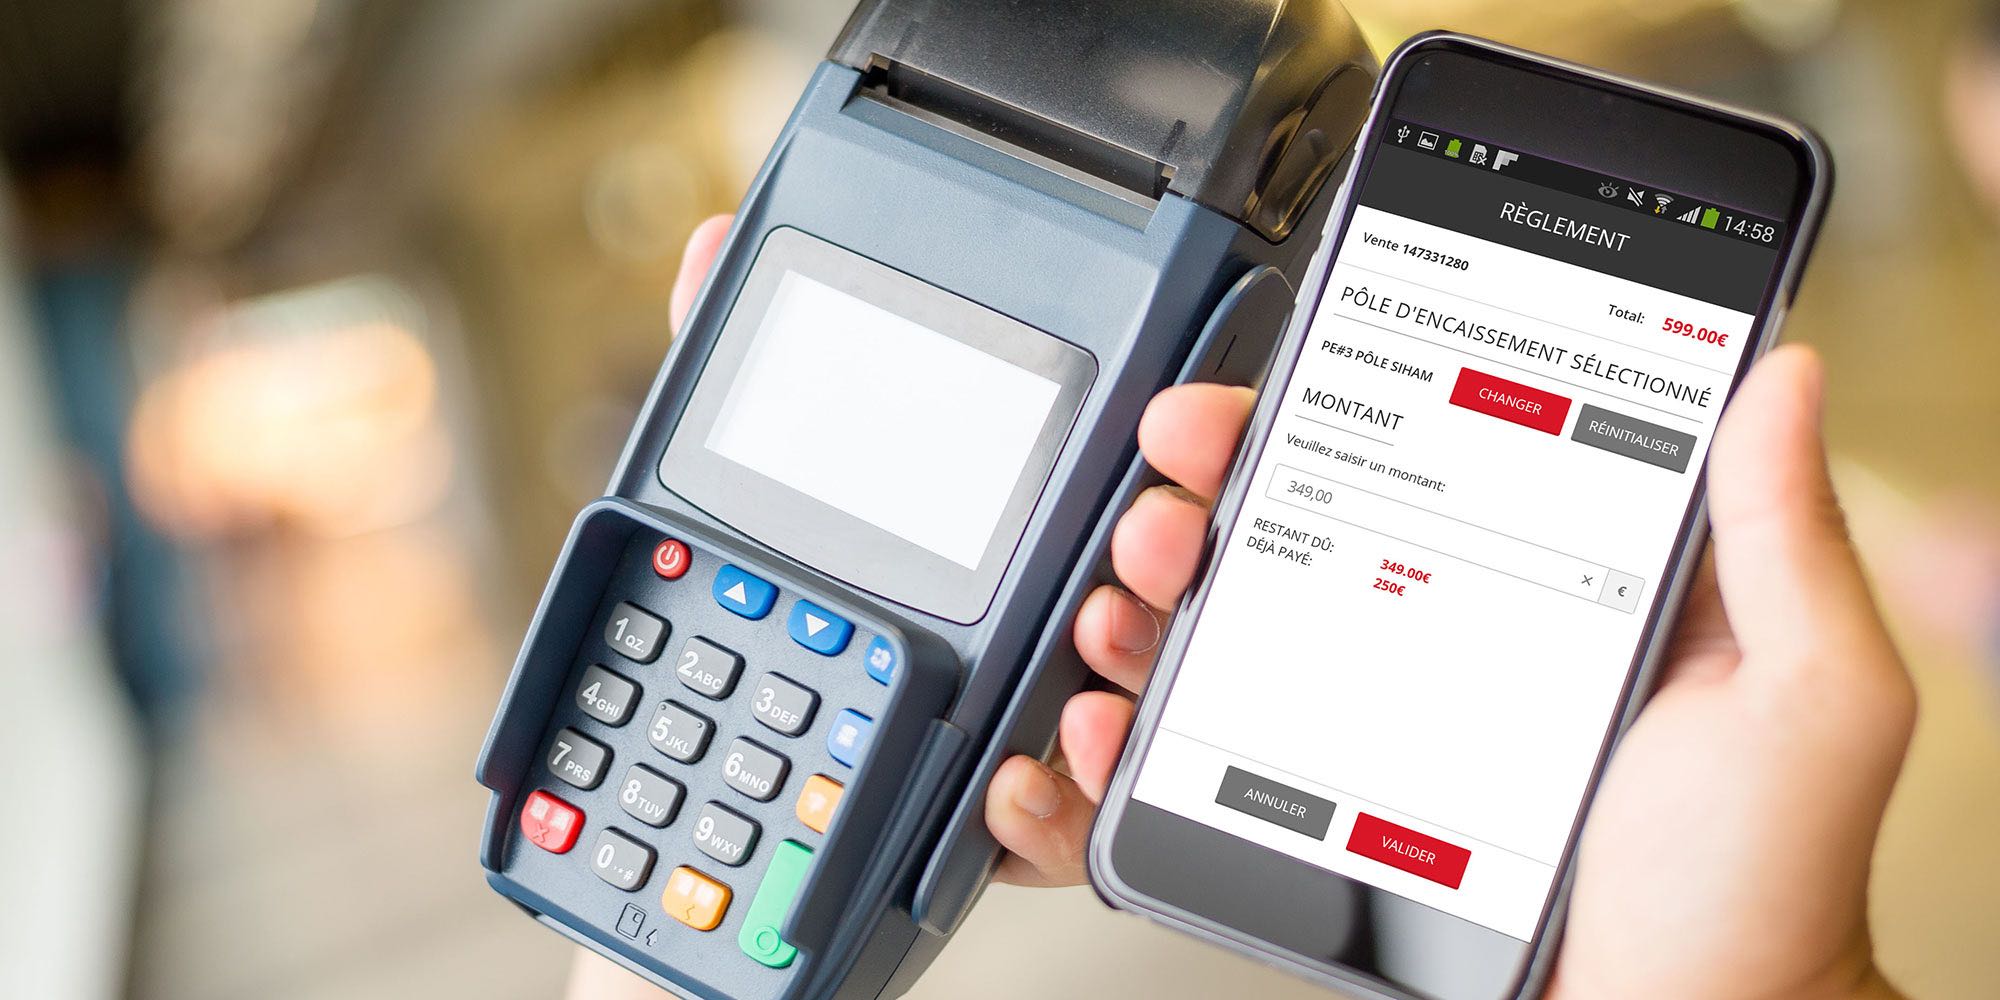 14:58
RÈGLEMENT
Vente 147331280
Total: 599.00€
PÔLE D'ENCAISSEMENT SÉLECTIONNÉ
PE#3 PÔLE SIHAM
CHANGER
RÉINITIALISER
MONTANT
Veuillez saisir un montant:
349,00
×
€
RESTANT DÛ: 349.00€
DÉJÀ PAYÉ: 250€
ANNULER
VALIDER
1QZ.
2ABC
3DEF
4GHI
5JKL
6MNO
7PRS
8TUV
9WXY
0.,*#